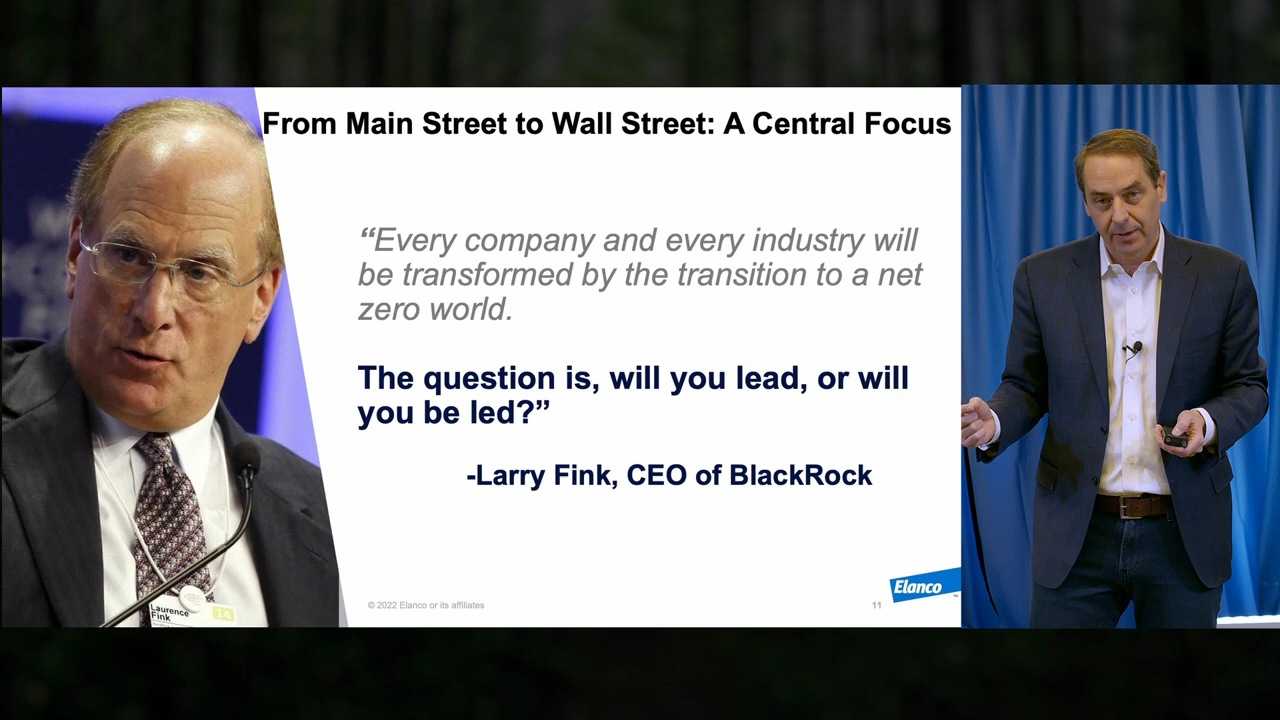 From Main Street to Wall Street: A Central Focus
“Every company and every industry will
be transformed by the transition to a net
zero world.
The question is, will you lead, or will
you be led?”
-Larry Fink, CEO of BlackRock
Laurence
Fink
14
© 2022 Elanco or its affiliates
11
Elanco